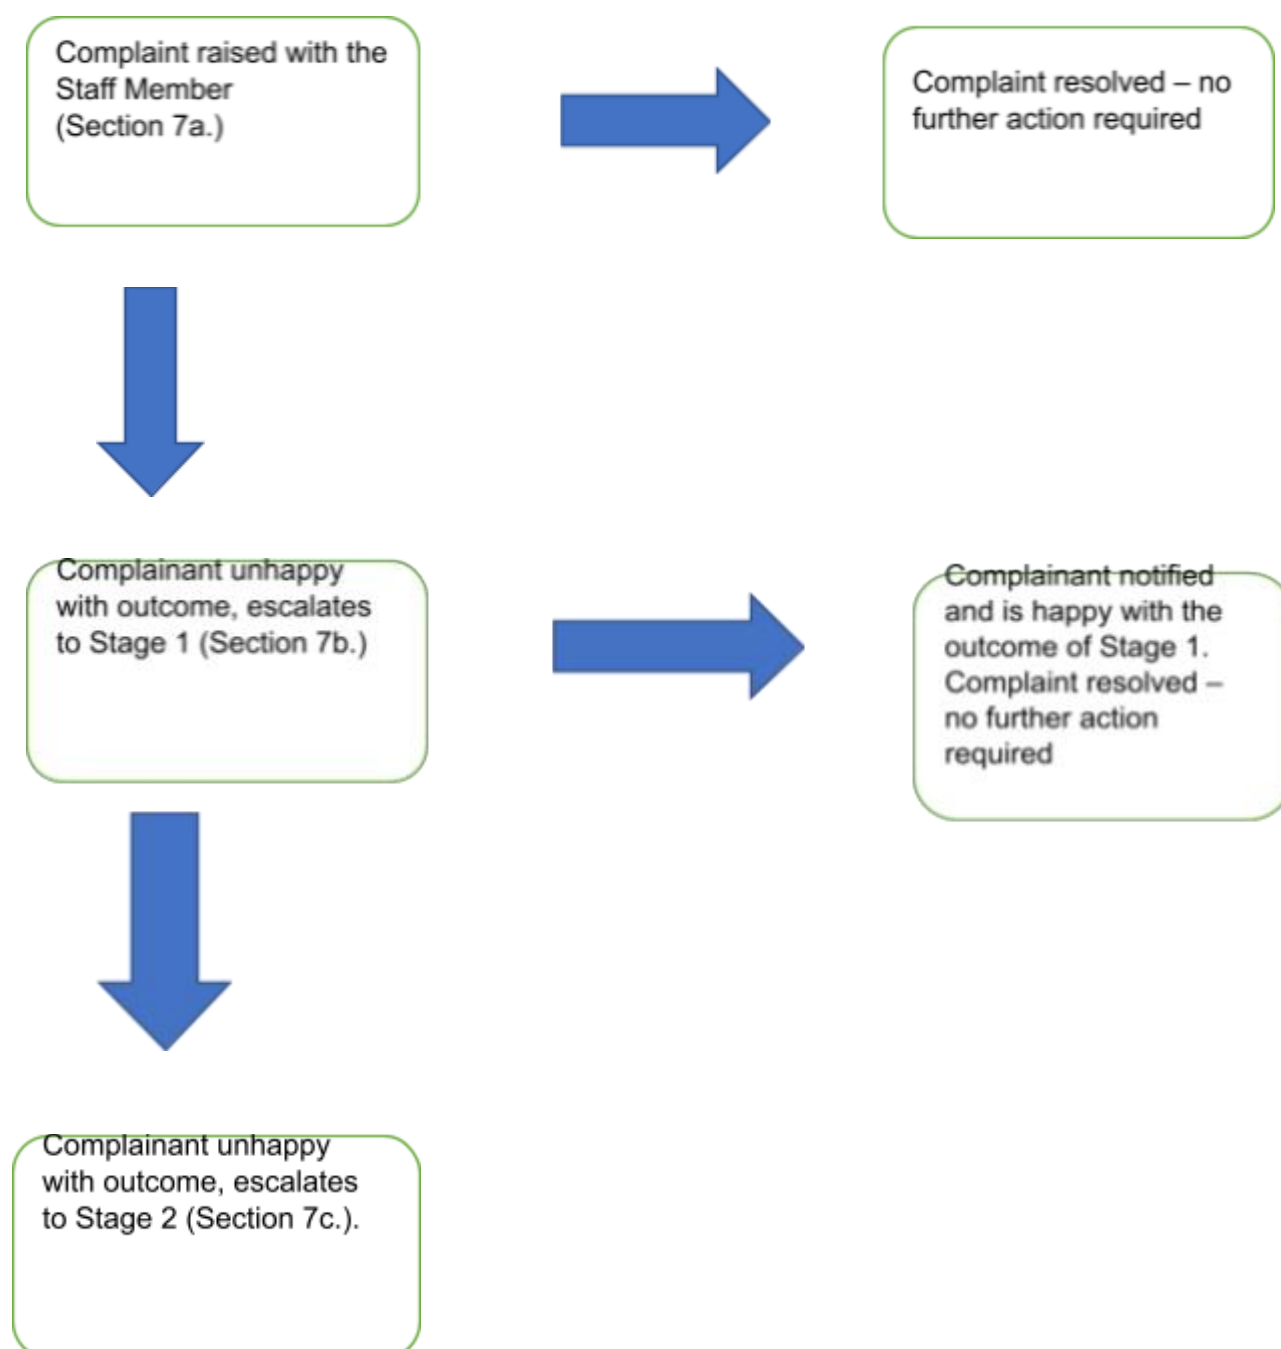 Complaint raised with the
Staff Member
(Section 7a.)
Complaint resolved – no
further action required
Complainant unhappy
with outcome, escalates
to Stage 1 (Section 7b.)
Complainant notified
and is happy with the
outcome of Stage 1.
Complaint resolved –
no further action
required
Complainant unhappy
with outcome, escalates
to Stage 2 (Section 7c.).